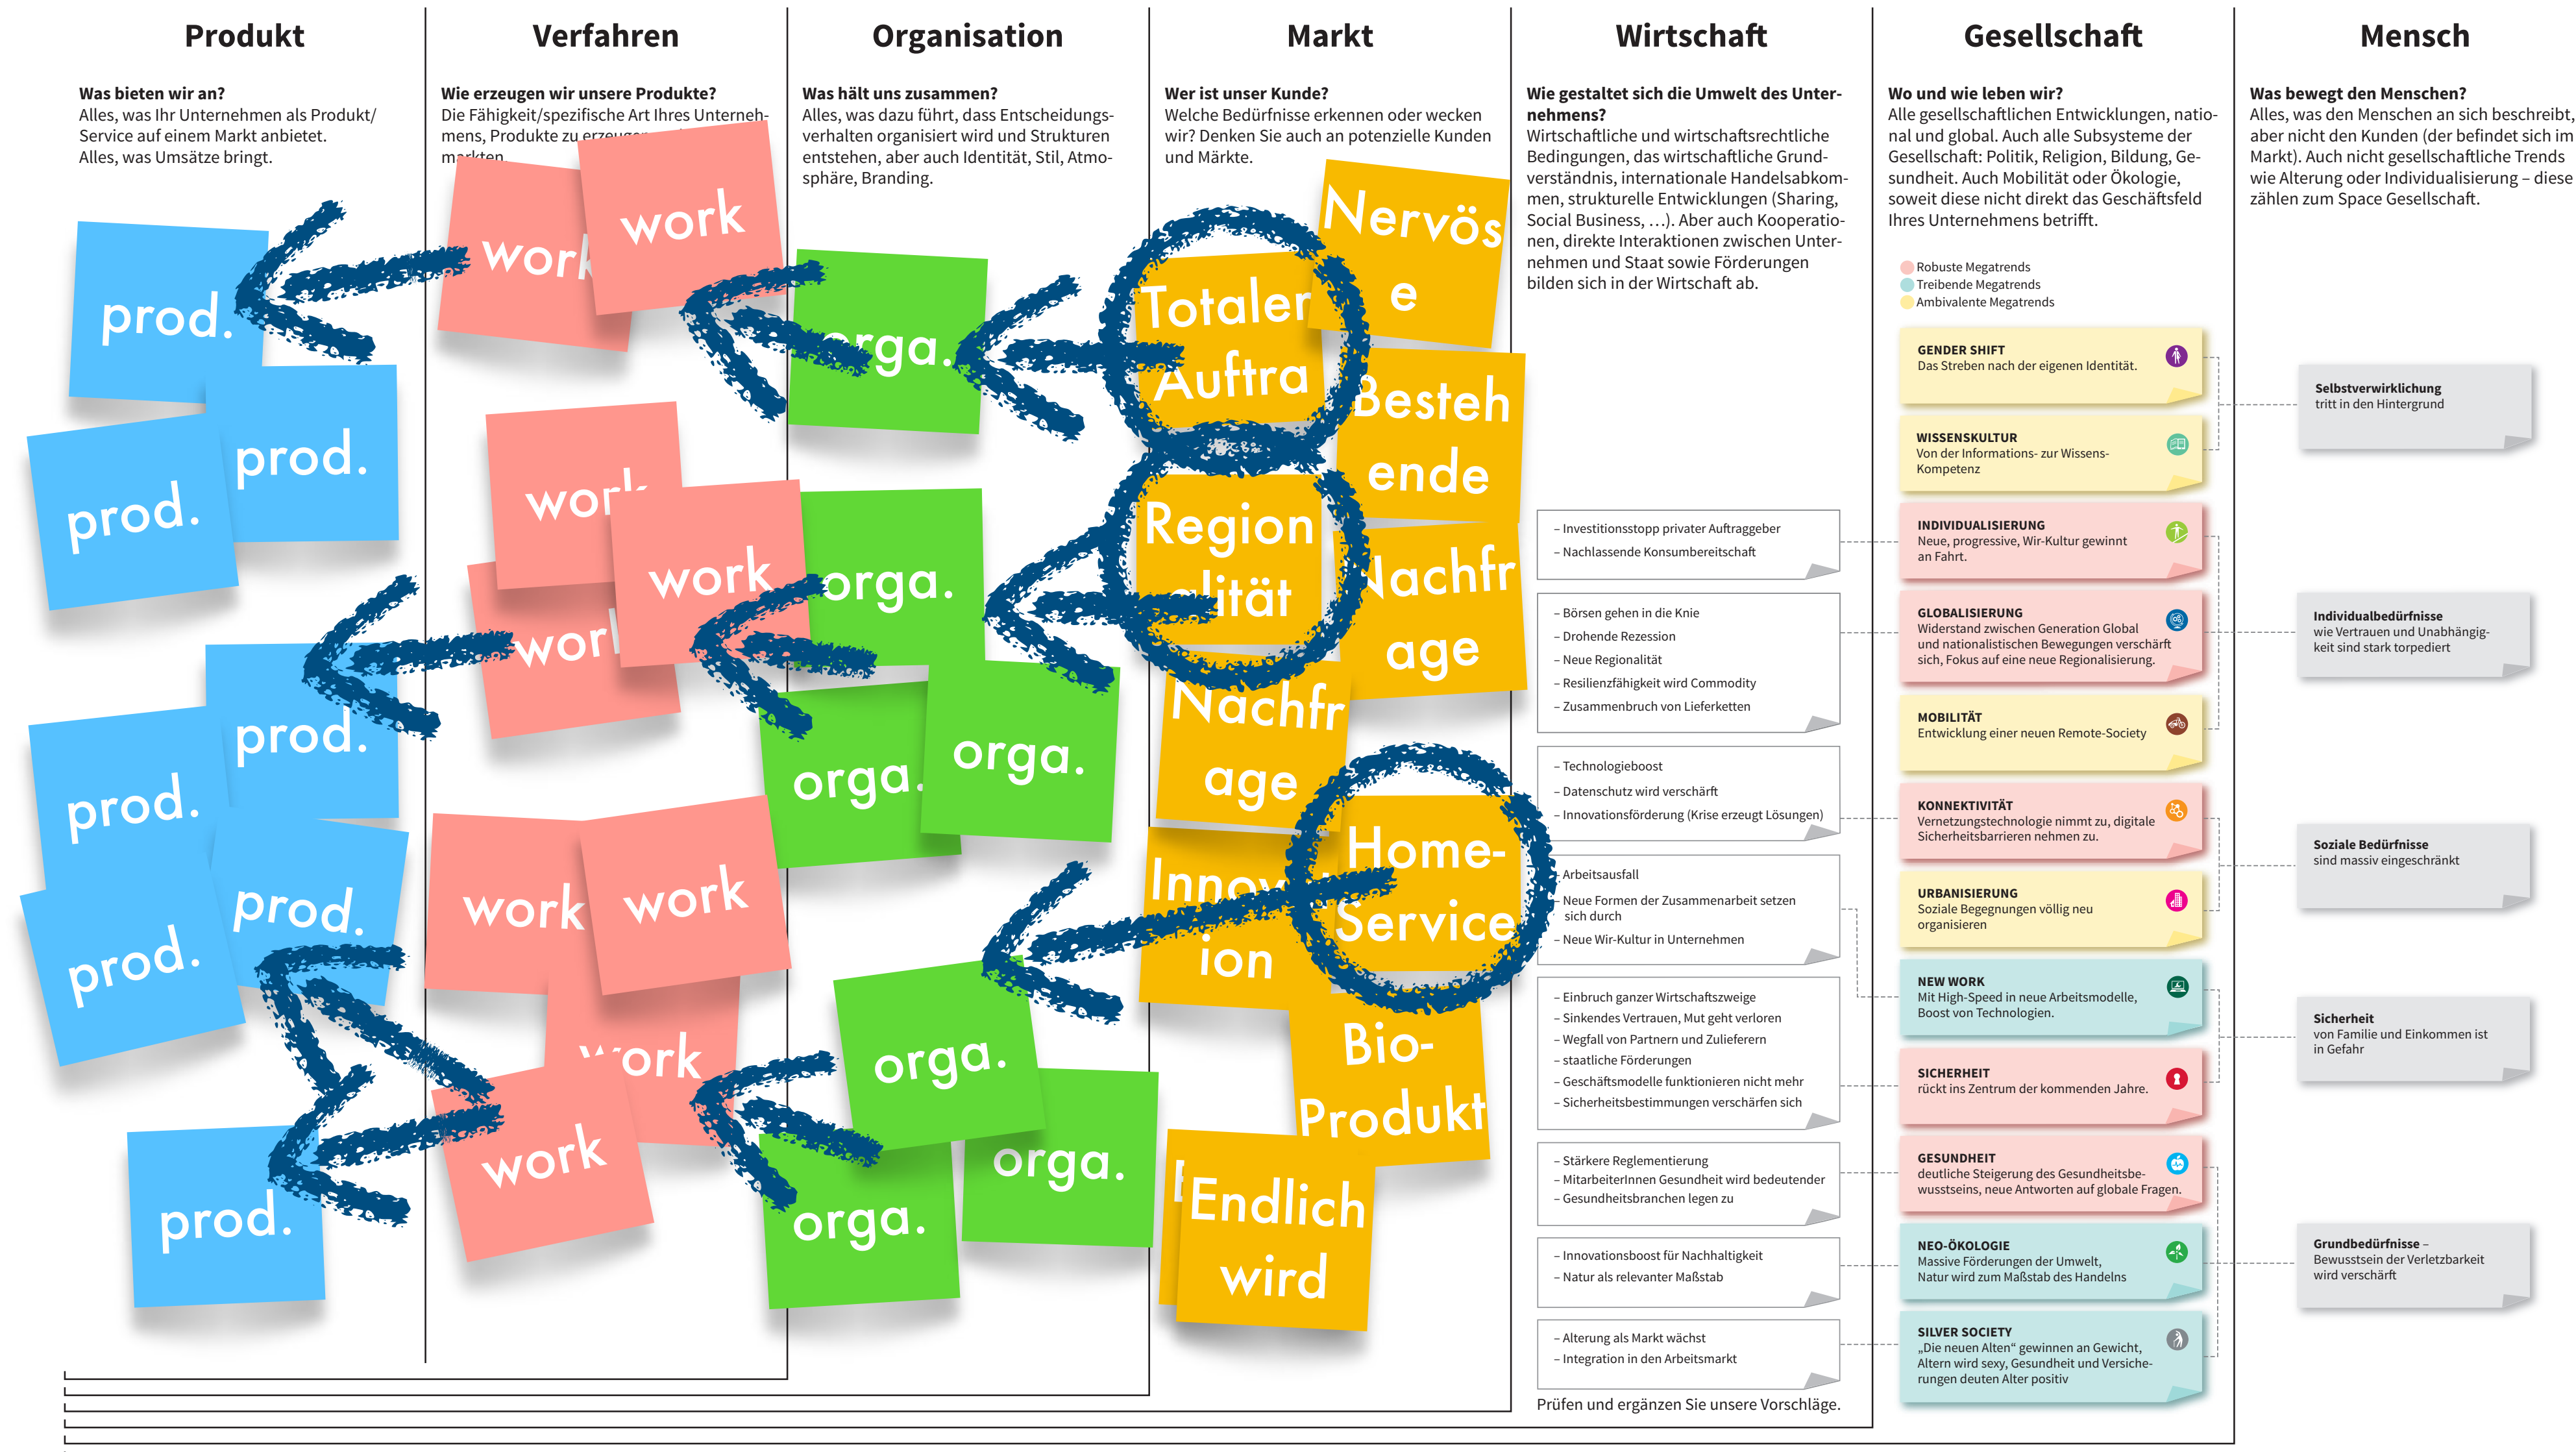 Produkt
Was bieten wir an?
Alles, was Ihr Unternehmen als Produkt/
Service auf einem Markt anbietet.
Alles, was Umsätze bringt.
prod.
prod.
prod.
prod.
prod.
prod.
prod.
prod.
Verfahren
Wie erzeugen wir unsere Produkte?
Die Fähigkeit/spezifische Art Ihres Unterneh-
mens, Produkte zu erzeugen
markten.
work
work
work
work
work
work
work
work
work
Organisation
Was hält uns zusammen?
Alles, was dazu führt, dass Entscheidungs-
verhalten organisiert wird und Strukturen
entstehen, aber auch Identität, Stil, Atmo-
sphäre, Branding.
orga.
orga.
orga.
orga.
orga.
orga.
orga.
Markt
Wer ist unser Kunde?
Welche Bedürfnisse erkennen oder wecken
wir? Denken Sie auch an potenzielle Kunden
und Märkte.
Nervös
e
Totaler
Auftra
Besteh
ende
Region
alität
Nachfr
age
Nachfr
age
Innovat
ion
Home-
Service
Bio-
Produkt
Endlich
wird
Wirtschaft
Wie gestaltet sich die Umwelt des Unter-
nehmens?
Wirtschaftliche und wirtschaftsrechtliche
Bedingungen, das wirtschaftliche Grund-
verständnis, internationale Handelsabkom-
men, strukturelle Entwicklungen (Sharing,
Social Business, …). Aber auch Kooperatio-
nen, direkte Interaktionen zwischen Unter-
nehmen und Staat sowie Förderungen
bilden sich in der Wirtschaft ab.
– Investitionsstopp privater Auftraggeber
– Nachlassende Konsumbereitschaft
– Börsen gehen in die Knie
– Drohende Rezession
– Neue Regionalität
– Resilienzfähigkeit wird Commodity
– Zusammenbruch von Lieferketten
– Technologieboost
– Datenschutz wird verschärft
– Innovationsförderung (Krise erzeugt Lösungen)
– Arbeitsausfall
– Neue Formen der Zusammenarbeit setzen
sich durch
– Neue Wir-Kultur in Unternehmen
– Einbruch ganzer Wirtschaftszweige
– Sinkendes Vertrauen, Mut geht verloren
– Wegfall von Partnern und Zulieferern
– staatliche Förderungen
– Geschäftsmodelle funktionieren nicht mehr
– Sicherheitsbestimmungen verschärfen sich
– Stärkere Reglementierung
– MitarbeiterInnen Gesundheit wird bedeutender
– Gesundheitsbranchen legen zu
– Innovationsboost für Nachhaltigkeit
– Natur als relevanter Maßstab
– Alterung als Markt wächst
– Integration in den Arbeitsmarkt
Prüfen und ergänzen Sie unsere Vorschläge.
Gesellschaft
Wo und wie leben wir?
Alle gesellschaftlichen Entwicklungen, natio-
nal und global. Auch alle Subsysteme der
Gesellschaft: Politik, Religion, Bildung, Ge-
sundheit. Auch Mobilität oder Ökologie,
soweit diese nicht direkt das Geschäftsfeld
Ihres Unternehmens betrifft.
Robuste Megatrends
Treibende Megatrends
Ambivalente Megatrends
GENDER SHIFT
Das Streben nach der eigenen Identität.
WISSENSKULTUR
Von der Informations- zur Wissens-
Kompetenz
INDIVIDUALISIERUNG
Neue, progressive, Wir-Kultur gewinnt
an Fahrt.
GLOBALISIERUNG
Widerstand zwischen Generation Global
und nationalistischen Bewegungen verschärft
sich, Fokus auf eine neue Regionalisierung.
MOBILITÄT
Entwicklung einer neuen Remote-Society
KONNEKTIVITÄT
Vernetzungstechnologie nimmt zu, digitale
Sicherheitsbarrieren nehmen zu.
URBANISIERUNG
Soziale Begegnungen völlig neu
organisieren
NEW WORK
Mit High-Speed in neue Arbeitsmodelle,
Boost von Technologien.
SICHERHEIT
rückt ins Zentrum der kommenden Jahre.
GESUNDHEIT
deutliche Steigerung des Gesundheitsbe-
wusstseins, neue Antworten auf globale Fragen.
NEO-ÖKOLOGIE
Massive Förderungen der Umwelt,
Natur wird zum Maßstab des Handelns
SILVER SOCIETY
„Die neuen Alten“ gewinnen an Gewicht,
Altern wird sexy, Gesundheit und Versiche-
rungen deuten Alter positiv
Mensch
Was bewegt den Menschen?
Alles, was den Menschen an sich beschreibt,
aber nicht den Kunden (der befindet sich im
Markt). Auch nicht gesellschaftliche Trends
wie Alterung oder Individualisierung – diese
zählen zum Space Gesellschaft.
Selbstverwirklichung
tritt in den Hintergrund
Individualbedürfnisse
wie Vertrauen und Unabhängig-
keit sind stark torpediert
Soziale Bedürfnisse
sind massiv eingeschränkt
Sicherheit
von Familie und Einkommen ist
in Gefahr
Grundbedürfnisse –
Bewusstsein der Verletzbarkeit
wird verschärft